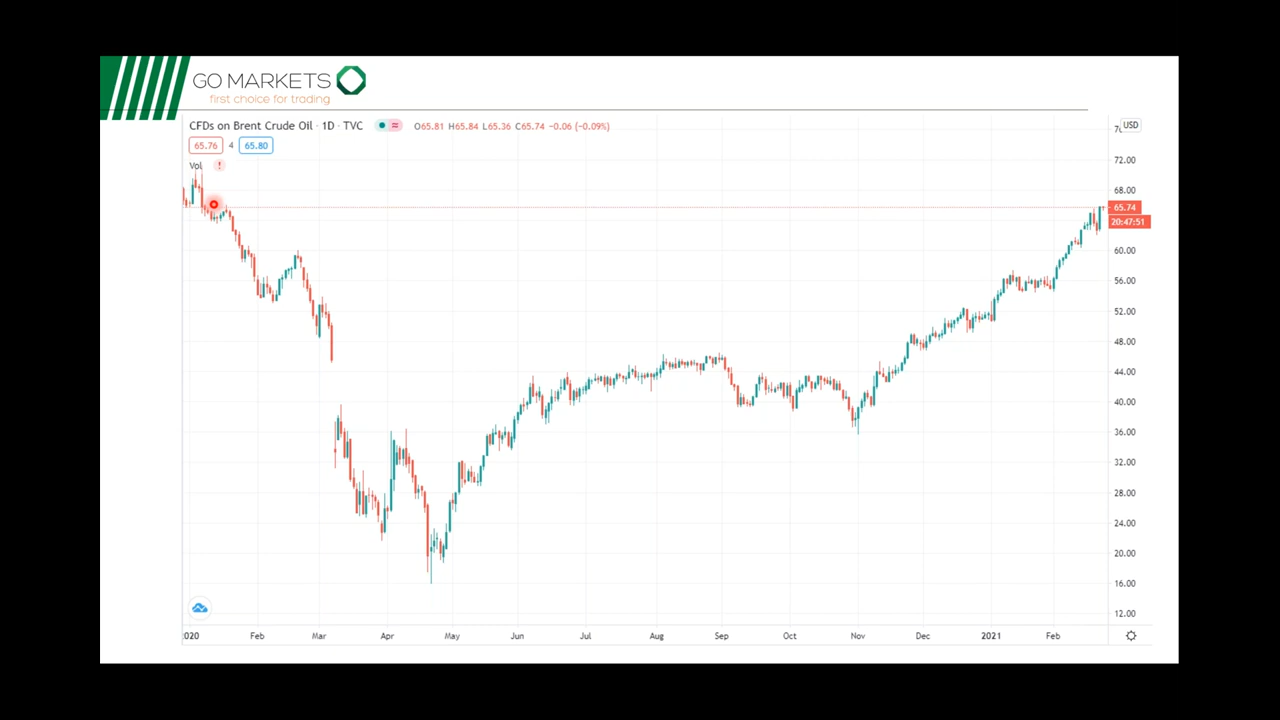 GO MARKETS
first choice for trading
CFDs on Brent Crude Oil · 1D · TVC ≈ O65.81 H65.84 L65.36 C65.74 −0.06 (−0.09%)
USD
65.76 4 65.80
Vol !
72.00
68.00
65.74
20:47:51
60.00
56.00
52.00
48.00
44.00
40.00
36.00
32.00
28.00
24.00
20.00
16.00
12.00
2020 Feb Mar Apr May Jun Jul Aug Sep Oct Nov Dec 2021 Feb